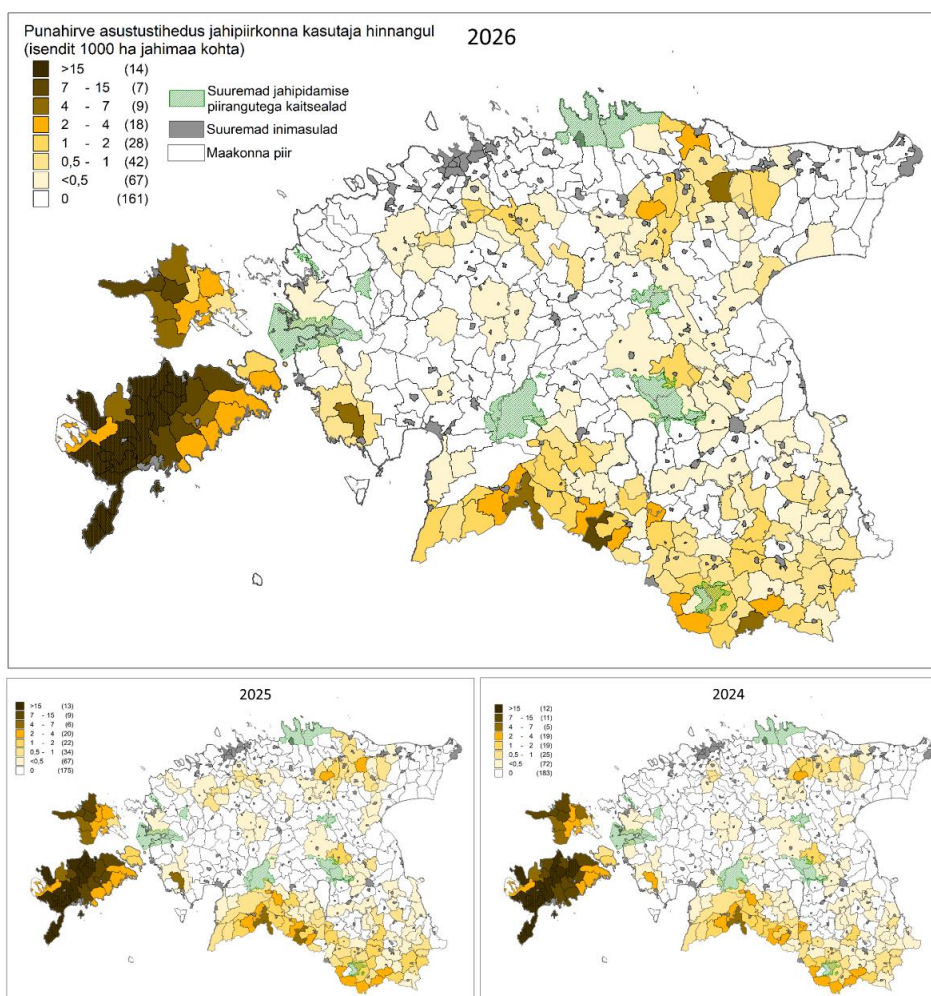 Punahirve asustustihedus jahipiirkonna kasutaja hinnangul
(isendit 1000 ha jahimaa kohta)
2026
>15 (14)
7 - 15 (7)
4 - 7 (9)
2 - 4 (18)
1 - 2 (28)
0,5 - 1 (42)
<0,5 (67)
0 (161)
Suuremad jahipidamise
piirangutega kaitsealad
Suuremad inimasulad
Maakonna piir
2025
>15 (13)
7 - 15 (9)
4 - 7 (6)
2 - 4 (20)
1 - 2 (22)
0,5 - 1 (34)
<0,5 (67)
0 (175)
2024
>15 (12)
7 - 15 (11)
4 - 7 (5)
2 - 4 (19)
1 - 2 (19)
0,5 - 1 (25)
<0,5 (72)
0 (183)